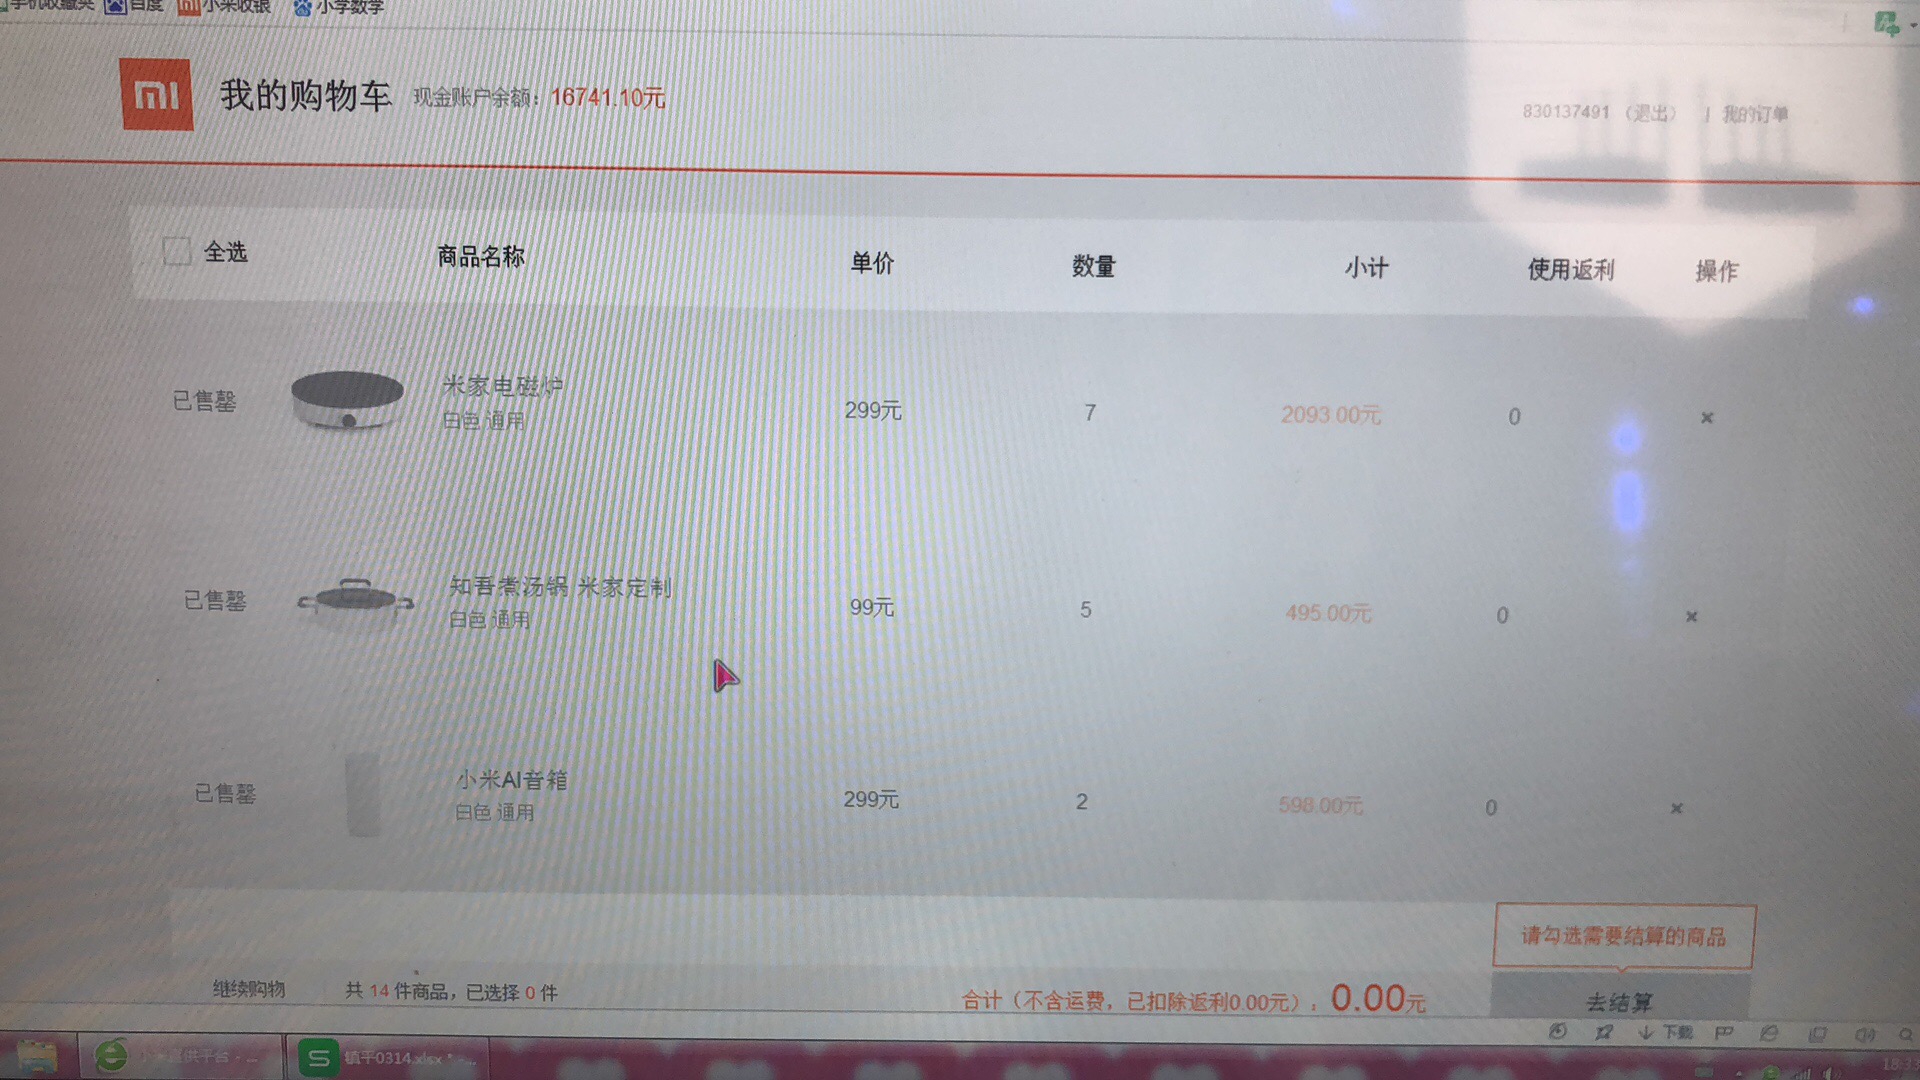 手机收藏夹 百度 小米收银 小学数学
mi 我的购物车 现金账户余额：16741.10元
830137491（退出） | 我的订单
全选 商品名称 单价 数量 小计 使用返利 操作
已售罄 米家电磁炉 299元 7 2093.00元 0 ×
白色 通用
已售罄 知吾煮汤锅 米家定制 99元 5 495.00元 0 ×
白色 通用
已售罄 小米AI音箱 299元 2 598.00元 0 ×
白色 通用
请勾选需要结算的商品
继续购物 共 14 件商品，已选择 0 件 合计（不含运费，已扣除返利0.00元）：0.00元 去结算
下载
直供平台 - ... 镇平0314.xlsx * -...